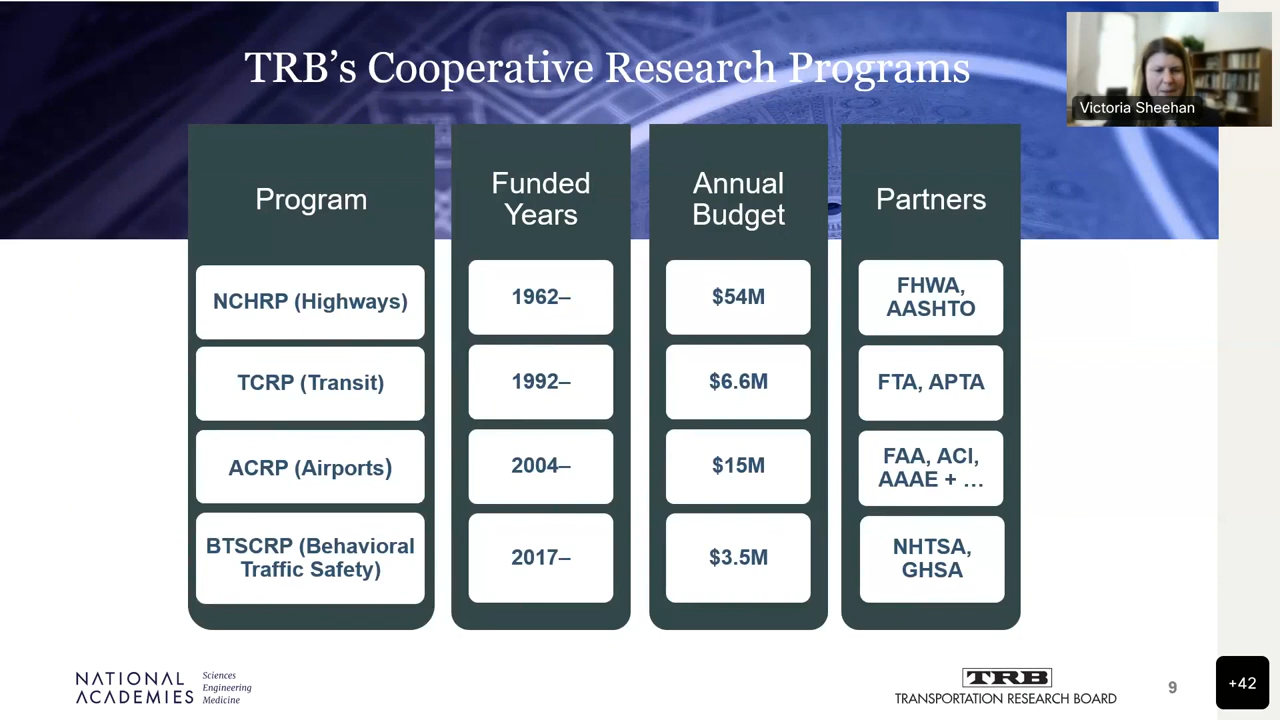 TRB’s Cooperative Research Programs
Victoria Sheehan
Program
Funded
Years
Annual
Budget
Partners
NCHRP (Highways)
1962–
$54M
FHWA,
AASHTO
TCRP (Transit)
1992–
$6.6M
FTA, APTA
ACRP (Airports)
2004–
$15M
FAA, ACI,
AAAE + …
BTSCRP (Behavioral
Traffic Safety)
2017–
$3.5M
NHTSA,
GHSA
NATIONAL
ACADEMIES
Sciences
Engineering
Medicine
TRB
TRANSPORTATION RESEARCH BOARD
9
+42